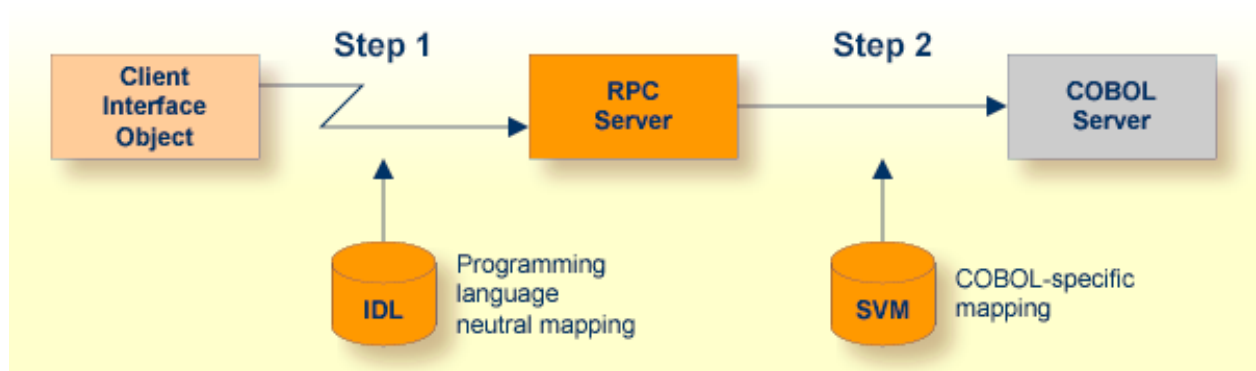 Step 1
Step 2
Client
Interface
Object
RPC
Server
COBOL
Server
IDL
Programming
language
neutral mapping
SVM
COBOL-specific
mapping